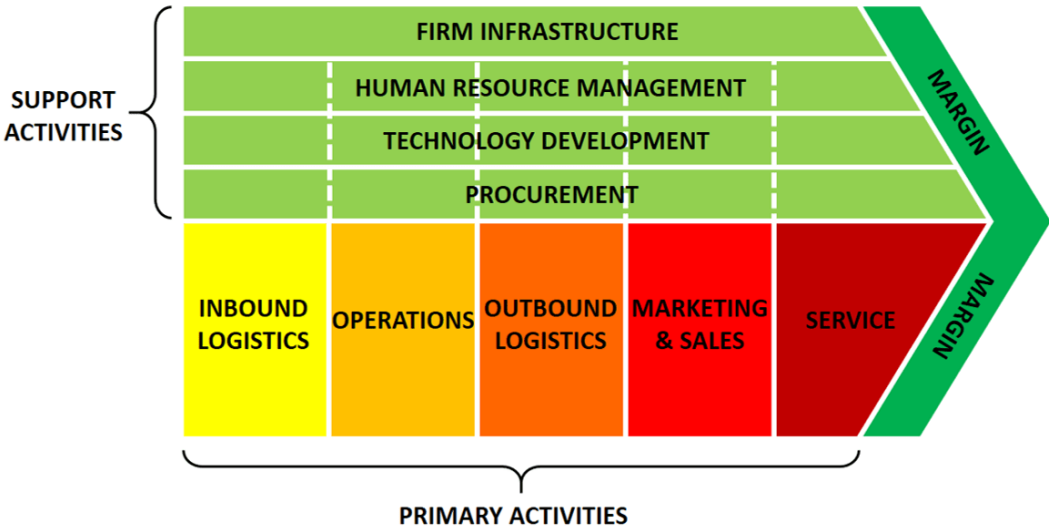 FIRM INFRASTRUCTURE
HUMAN RESOURCE MANAGEMENT
TECHNOLOGY DEVELOPMENT
PROCUREMENT
SUPPORT
ACTIVITIES
MARGIN
MARGIN
INBOUND
LOGISTICS
OPERATIONS
OUTBOUND
LOGISTICS
MARKETING
& SALES
SERVICE
PRIMARY ACTIVITIES